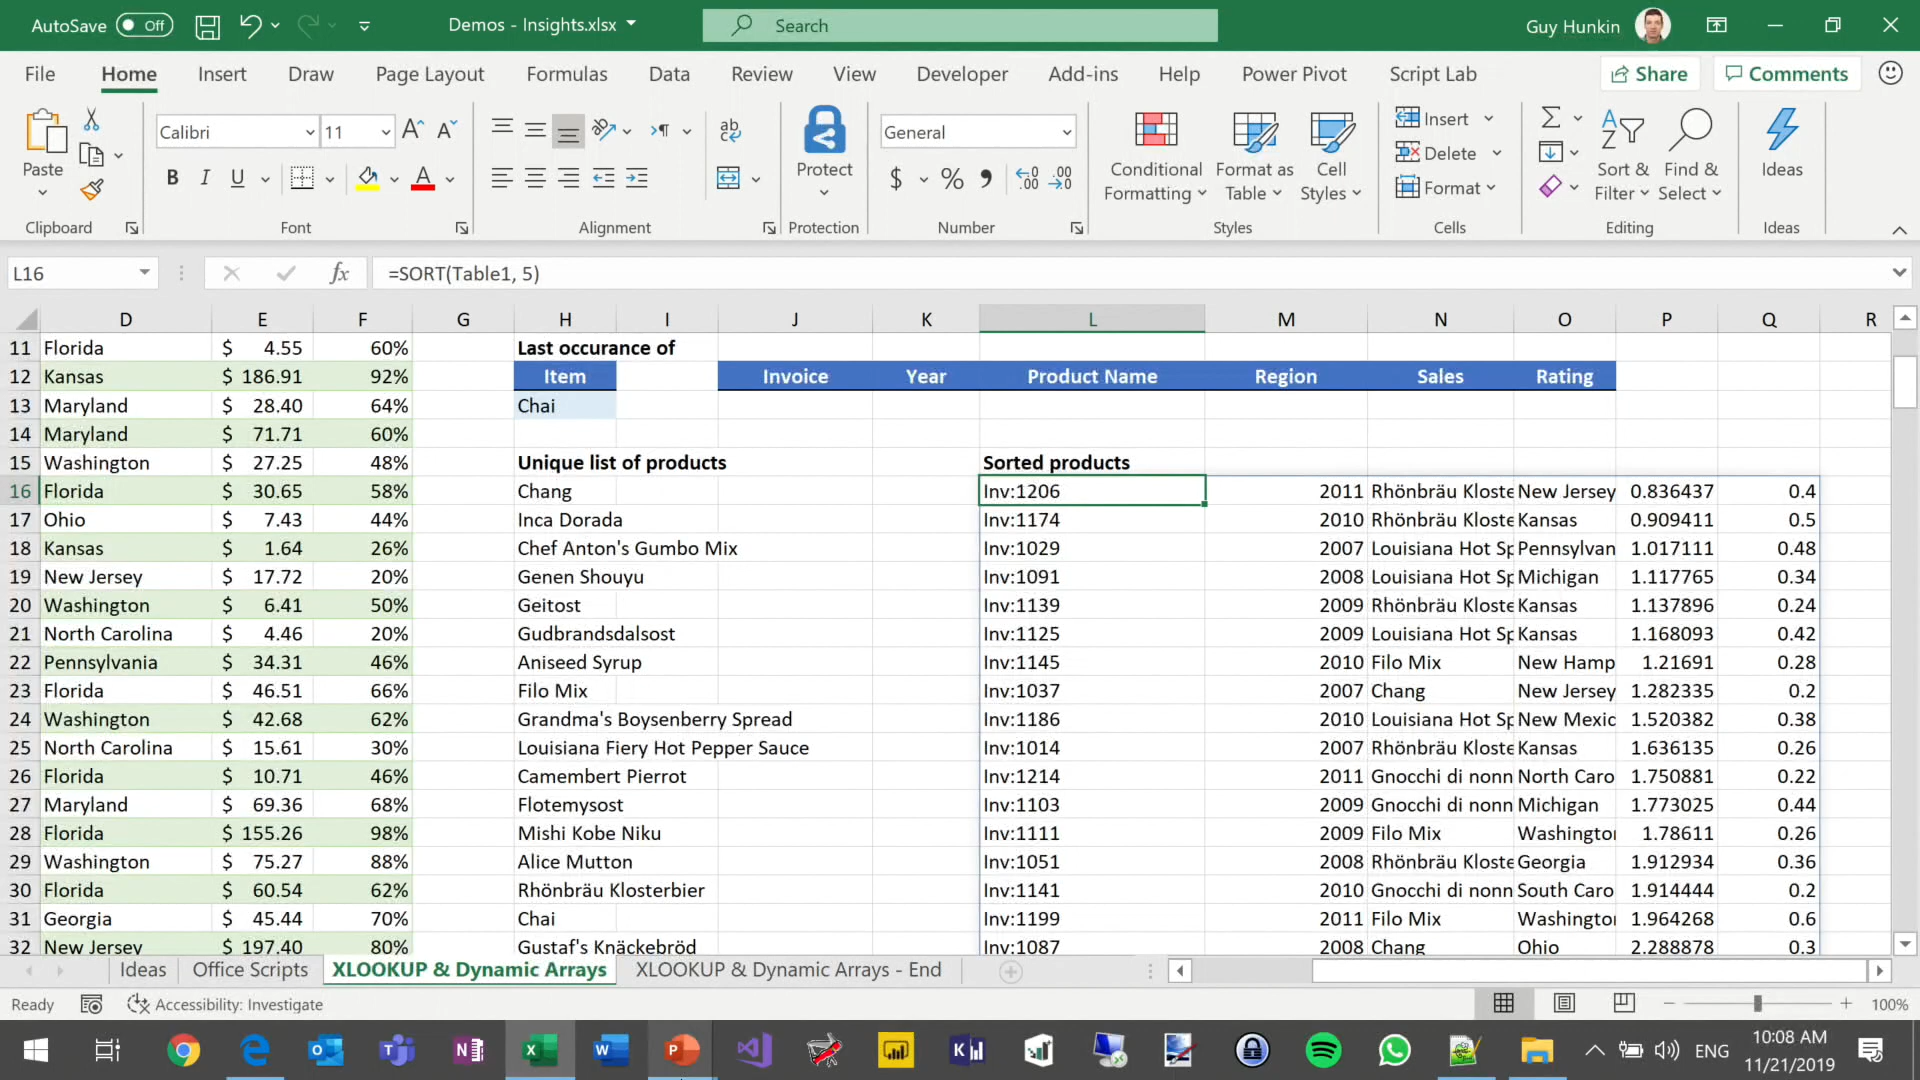 AutoSave Off Demos - Insights.xlsx Search Guy Hunkin
File Home Insert Draw Page Layout Formulas Data Review View Developer Add-ins Help Power Pivot Script Lab Share Comments
Paste Calibri 11 General Protect Conditional Formatting Format as Table Cell Styles Insert Delete Format Sort & Filter Find & Select Ideas
Clipboard Font Alignment Protection Number Styles Cells Editing Ideas
L16 fx =SORT(Table1, 5)
D E F G H I J K L M N O P Q R
11 Florida $ 4.55 60% Last occurance of
12 Kansas $ 186.91 92% Item Invoice Year Product Name Region Sales Rating
13 Maryland $ 28.40 64% Chai
14 Maryland $ 71.71 60%
15 Washington $ 27.25 48% Unique list of products Sorted products
16 Florida $ 30.65 58% Chang Inv:1206 2011 Rhönbräu Kloste New Jersey 0.836437 0.4
17 Ohio $ 7.43 44% Inca Dorada Inv:1174 2010 Rhönbräu Kloste Kansas 0.909411 0.5
18 Kansas $ 1.64 26% Chef Anton's Gumbo Mix Inv:1029 2007 Louisiana Hot Sp Pennsylvan 1.017111 0.48
19 New Jersey $ 17.72 20% Genen Shouyu Inv:1091 2008 Louisiana Hot Sp Michigan 1.117765 0.34
20 Washington $ 6.41 50% Geitost Inv:1139 2009 Rhönbräu Kloste Kansas 1.137896 0.24
21 North Carolina $ 4.46 20% Gudbrandsdalsost Inv:1125 2009 Louisiana Hot Sp Kansas 1.168093 0.42
22 Pennsylvania $ 34.31 46% Aniseed Syrup Inv:1145 2010 Filo Mix New Hamp 1.21691 0.28
23 Florida $ 46.51 66% Filo Mix Inv:1037 2007 Chang New Jersey 1.282335 0.2
24 Washington $ 42.68 62% Grandma's Boysenberry Spread Inv:1186 2010 Louisiana Hot Sp New Mexic 1.520382 0.38
25 North Carolina $ 15.61 30% Louisiana Fiery Hot Pepper Sauce Inv:1014 2007 Rhönbräu Kloste Kansas 1.636135 0.26
26 Florida $ 10.71 46% Camembert Pierrot Inv:1214 2011 Gnocchi di nonn North Caro 1.750881 0.22
27 Maryland $ 69.36 68% Flotemysost Inv:1103 2009 Gnocchi di nonn Michigan 1.773025 0.44
28 Florida $ 155.26 98% Mishi Kobe Niku Inv:1111 2009 Filo Mix Washington 1.78611 0.26
29 Washington $ 75.27 88% Alice Mutton Inv:1051 2008 Rhönbräu Kloste Georgia 1.912934 0.36
30 Florida $ 60.54 62% Rhönbräu Klosterbier Inv:1141 2010 Gnocchi di nonn South Caro 1.914444 0.2
31 Georgia $ 45.44 70% Chai Inv:1199 2011 Filo Mix Washington 1.964268 0.6
32 New Jersey $ 197.40 80% Gustaf's Knäckebröd Inv:1087 2008 Chang Ohio 2.288878 0.3
Ideas Office Scripts XLOOKUP & Dynamic Arrays XLOOKUP & Dynamic Arrays - End
Ready Accessibility: Investigate 100%
ENG 10:08 AM
11/21/2019